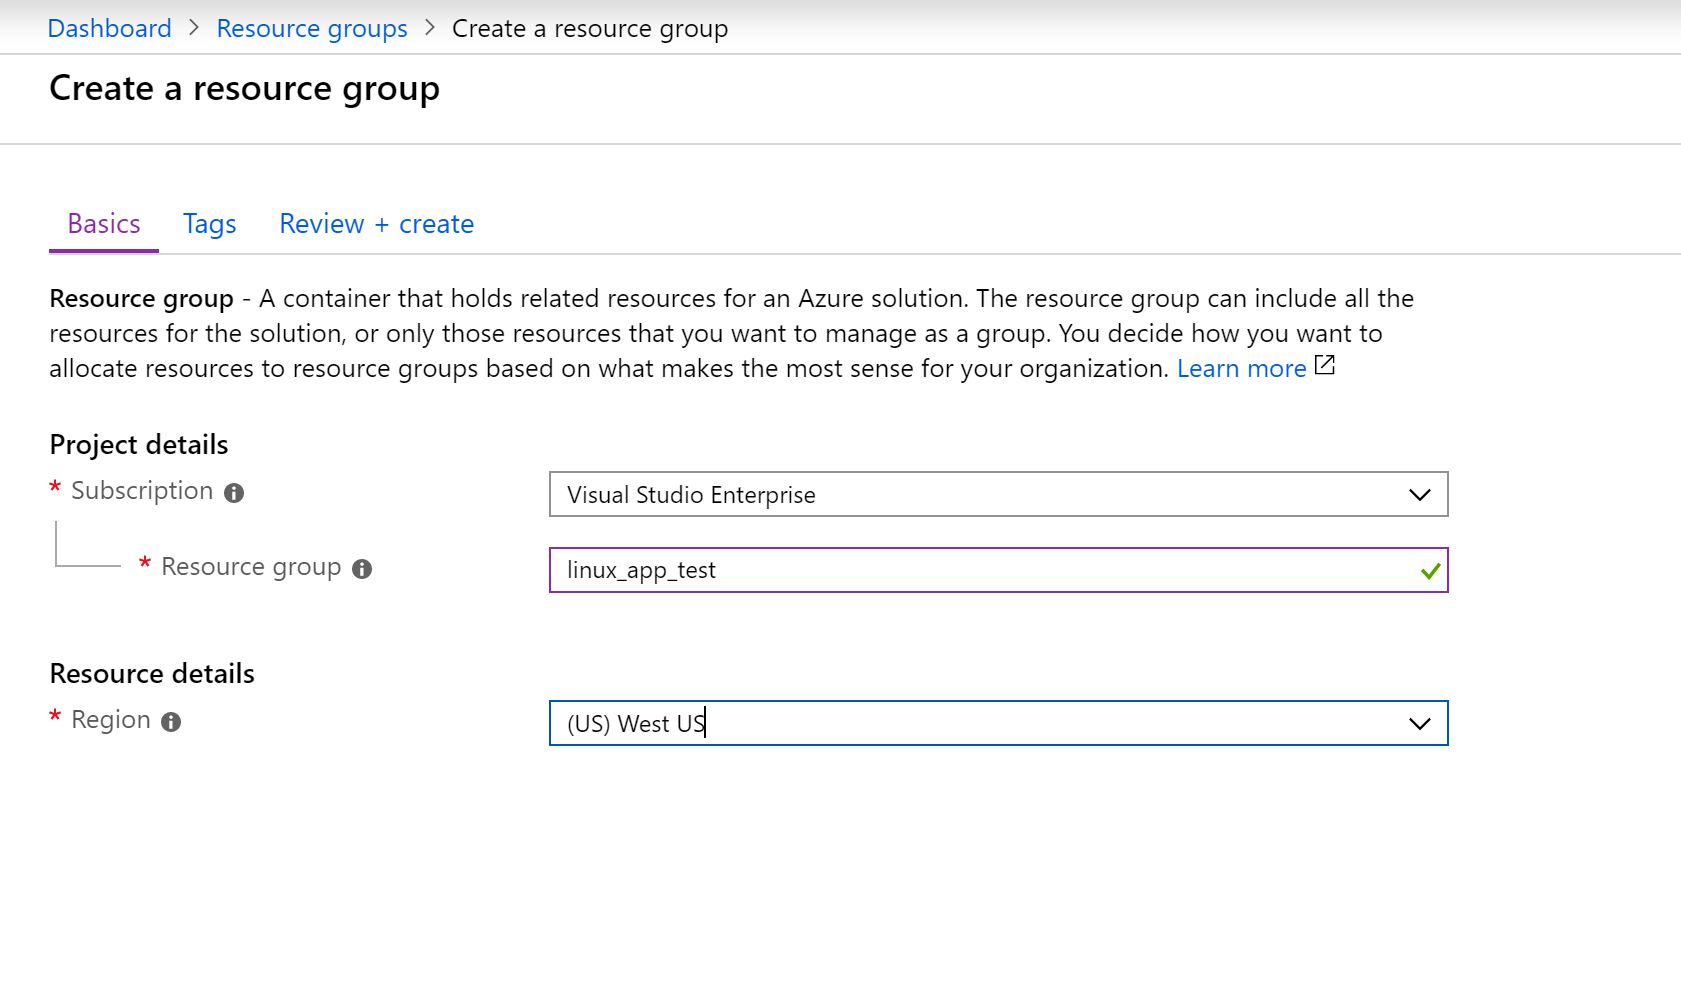 Dashboard > Resource groups > Create a resource group
Create a resource group
Basics Tags Review + create
Resource group - A container that holds related resources for an Azure solution. The resource group can include all the
resources for the solution, or only those resources that you want to manage as a group. You decide how you want to
allocate resources to resource groups based on what makes the most sense for your organization. Learn more
Project details
* Subscription
Visual Studio Enterprise
* Resource group
linux_app_test
Resource details
* Region
(US) West US